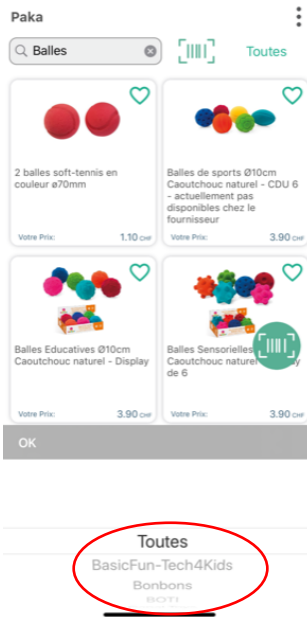 Paka
Balles
Toutes
2 balles soft-tennis en
couleur ø70mm
Votre Prix: 1.10 CHF
Balles de sports Ø10cm
Caoutchouc naturel - CDU 6
- actuellement pas
disponibles chez le
fournisseur
Votre Prix: 3.90 CHF
Balles Educatives Ø10cm
Caoutchouc naturel - Display
Votre Prix: 3.90 CHF
Balles Sensorielles
Caoutchouc naturel
de 6
Votre Prix: 3.90 CHF
OK
Toutes
BasicFun-Tech4Kids
Bonbons
BOTI